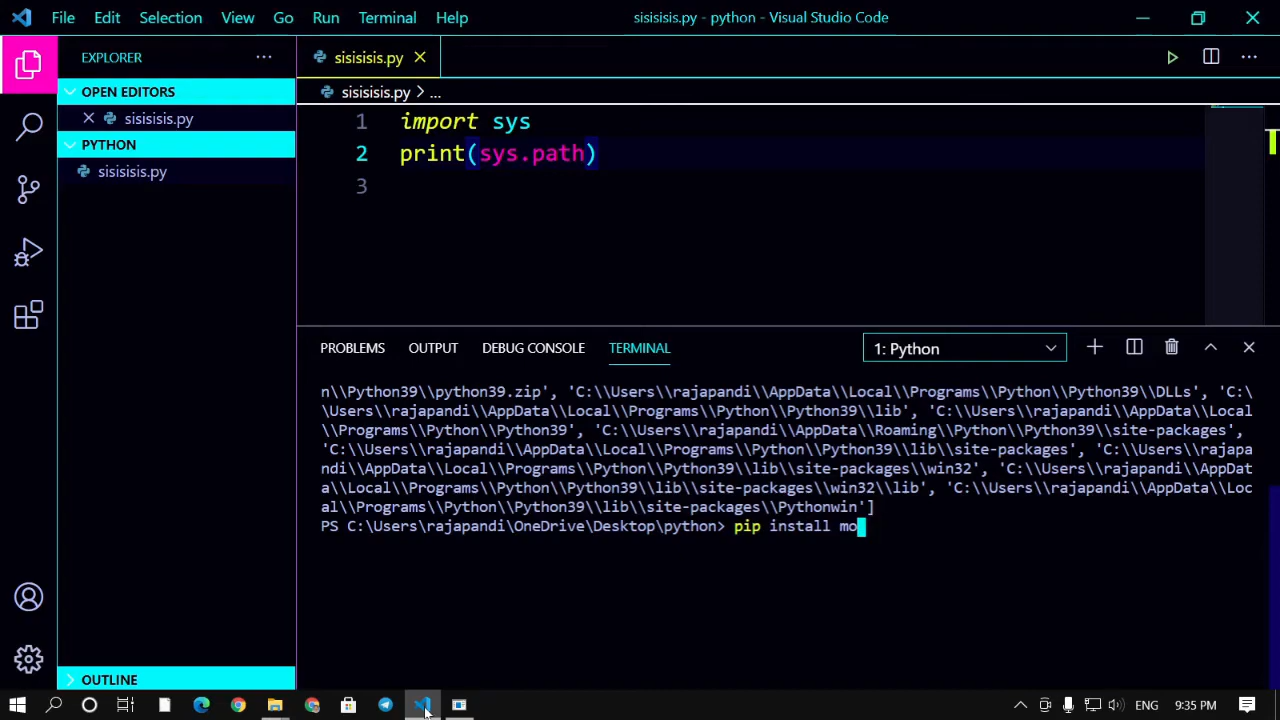 File Edit Selection View Go Run Terminal Help sisisisis.py - python - Visual Studio Code
EXPLORER ...
sisisisis.py
OPEN EDITORS
sisisisis.py
PYTHON
sisisisis.py
OUTLINE
sisisisis.py > ...
1 import sys
2 print(sys.path)
3
PROBLEMS OUTPUT DEBUG CONSOLE TERMINAL 1: Python
n\\Python39\\python39.zip', 'C:\\Users\\rajapandi\\AppData\\Local\\Programs\\Python\\Python39\\DLLs', 'C:\
\Users\\rajapandi\\AppData\\Local\\Programs\\Python\\Python39\\lib', 'C:\\Users\\rajapandi\\AppData\\Local
\\Programs\\Python\\Python39', 'C:\\Users\\rajapandi\\AppData\\Roaming\\Python\\Python39\\site-packages',
'C:\\Users\\rajapandi\\AppData\\Local\\Programs\\Python\\Python39\\lib\\site-packages', 'C:\\Users\\rajapa
ndi\\AppData\\Local\\Programs\\Python\\Python39\\lib\\site-packages\\win32', 'C:\\Users\\rajapandi\\AppDat
a\\Local\\Programs\\Python\\Python39\\lib\\site-packages\\win32\\lib', 'C:\\Users\\rajapandi\\AppData\\Loc
al\\Programs\\Python\\Python39\\lib\\site-packages\\Pythonwin']
PS C:\Users\rajapandi\OneDrive\Desktop\python> pip install mo
ENG 9:35 PM